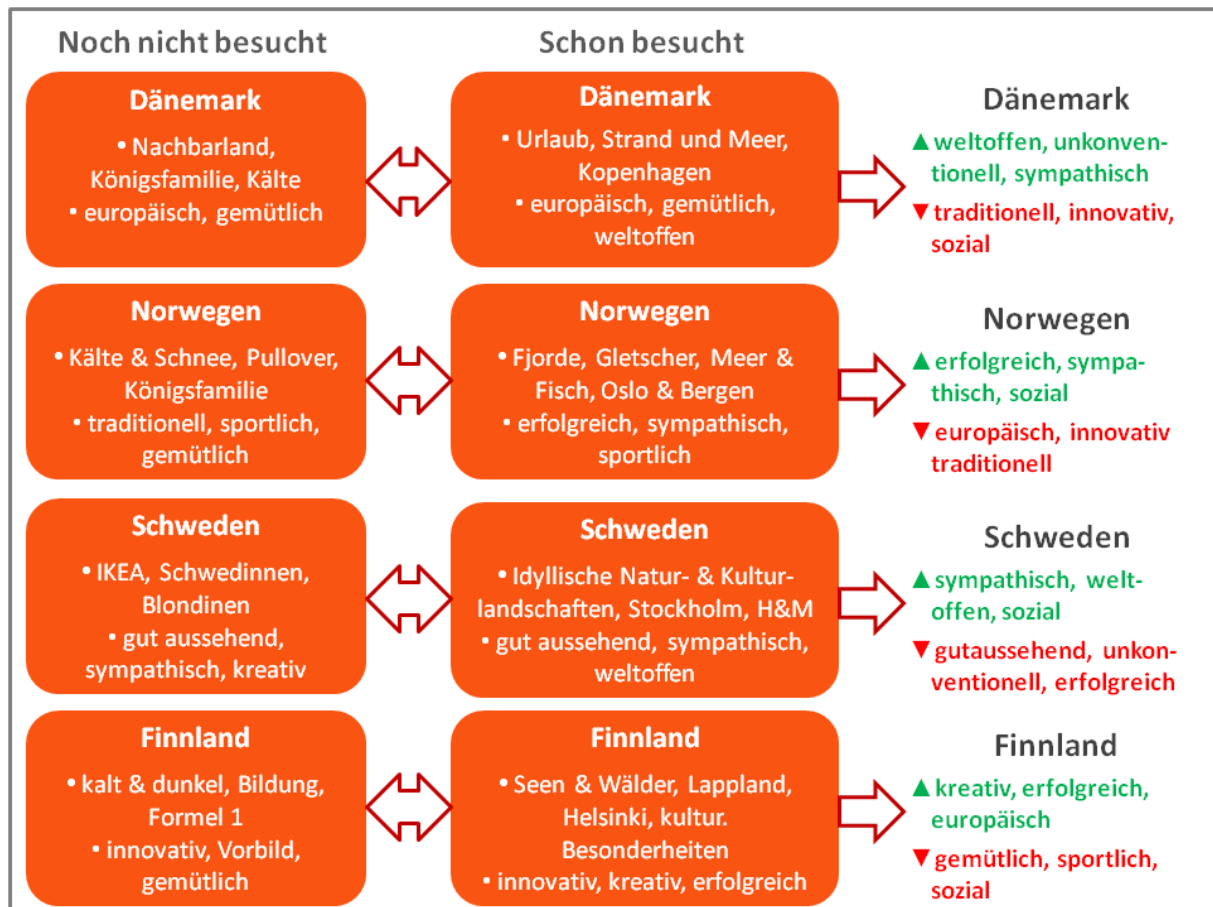 Noch nicht besucht
Schon besucht
Dänemark
• Nachbarland,
Königsfamilie, Kälte
• europäisch, gemütlich
Dänemark
• Urlaub, Strand und Meer,
Kopenhagen
• europäisch, gemütlich,
weltoffen
Dänemark
▲ weltoffen, unkonven-
tionell, sympathisch
▼ traditionell, innovativ,
sozial
Norwegen
• Kälte & Schnee, Pullover,
Königsfamilie
• traditionell, sportlich,
gemütlich
Norwegen
• Fjorde, Gletscher, Meer &
Fisch, Oslo & Bergen
• erfolgreich, sympathisch,
sportlich
Norwegen
▲ erfolgreich, sympa-
thisch, sozial
▼ europäisch, innovativ
traditionell
Schweden
• IKEA, Schwedinnen,
Blondinen
• gut aussehend,
sympathisch, kreativ
Schweden
• Idyllische Natur- & Kultur-
landschaften, Stockholm, H&M
• gut aussehend, sympathisch,
weltoffen
Schweden
▲ sympathisch, welt-
offen, sozial
▼ gutaussehend, unkon-
ventionell, erfolgreich
Finnland
• kalt & dunkel, Bildung,
Formel 1
• innovativ, Vorbild,
gemütlich
Finnland
• Seen & Wälder, Lappland,
Helsinki, kultur.
Besonderheiten
• innovativ, kreativ, erfolgreich
Finnland
▲ kreativ, erfolgreich,
europäisch
▼ gemütlich, sportlich,
sozial